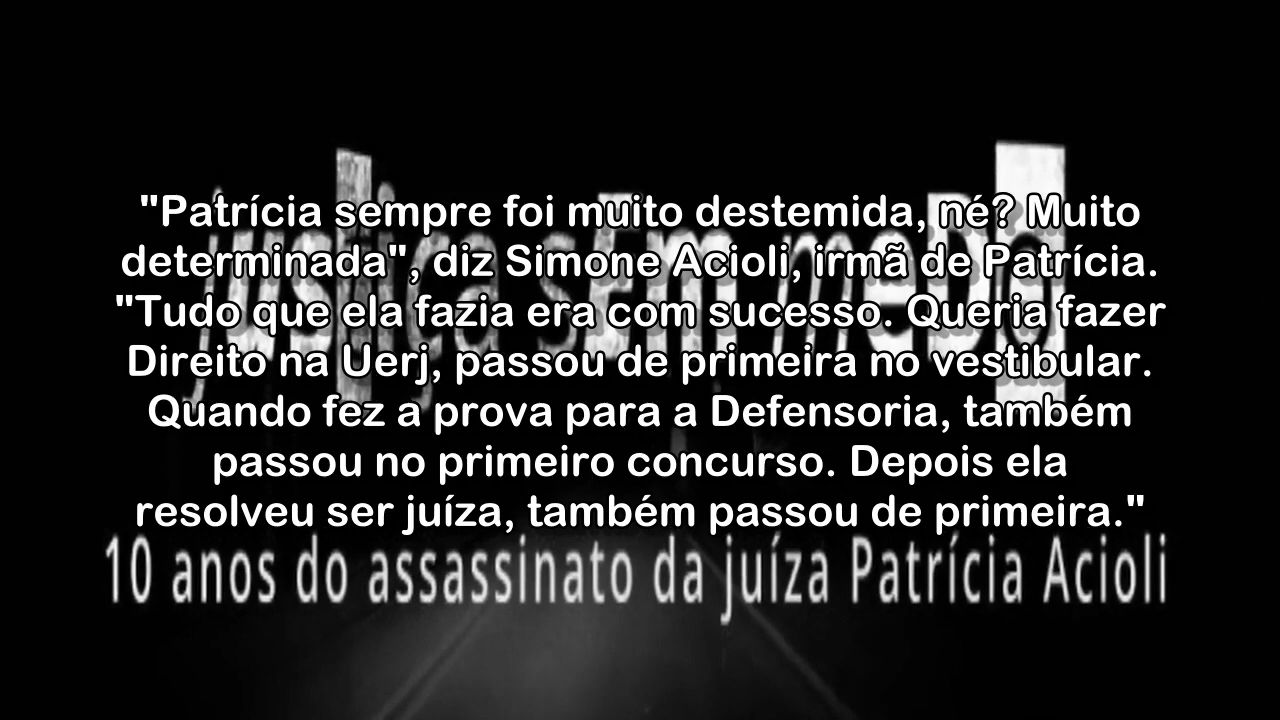 "Patrícia sempre foi muito destemida, né? Muito
determinada", diz Simone Acioli, irmã de Patrícia.
"Tudo que ela fazia era com sucesso. Queria fazer
Direito na Uerj, passou de primeira no vestibular.
Quando fez a prova para a Defensoria, também
passou no primeiro concurso. Depois ela
resolveu ser juíza, também passou de primeira."
justiça sem medo
10 anos do assassinato da juíza Patrícia Acioli